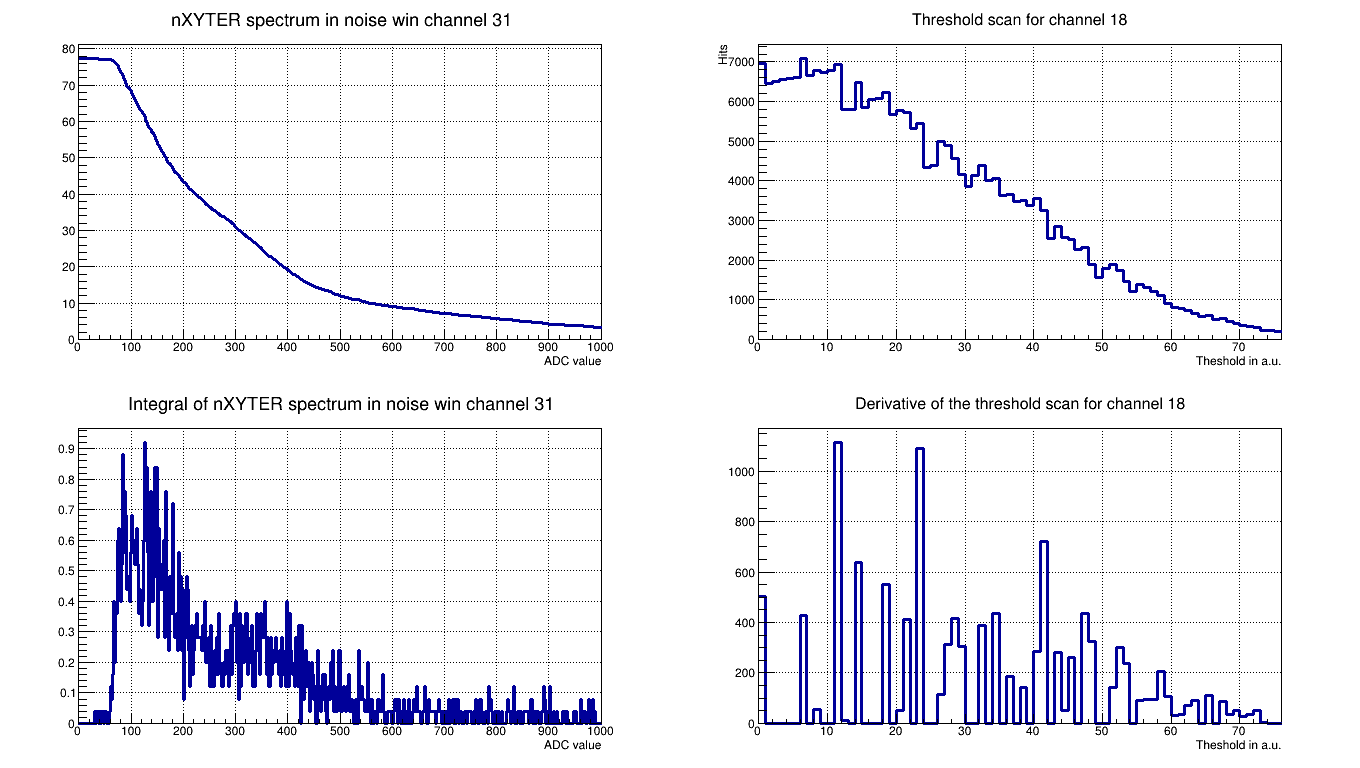 nXYTER spectrum in noise win channel 31
80
70
60
50
40
30
20
10
0
0 100 200 300 400 500 600 700 800 900 1000
ADC value
Threshold scan for channel 18
Hits
7000
6000
5000
4000
3000
2000
1000
0
0 10 20 30 40 50 60 70
Theshold in a.u.
Integral of nXYTER spectrum in noise win channel 31
0.9
0.8
0.7
0.6
0.5
0.4
0.3
0.2
0.1
0
0 100 200 300 400 500 600 700 800 900 1000
ADC value
Derivative of the threshold scan for channel 18
1000
800
600
400
200
0
0 10 20 30 40 50 60 70
Theshold in a.u.